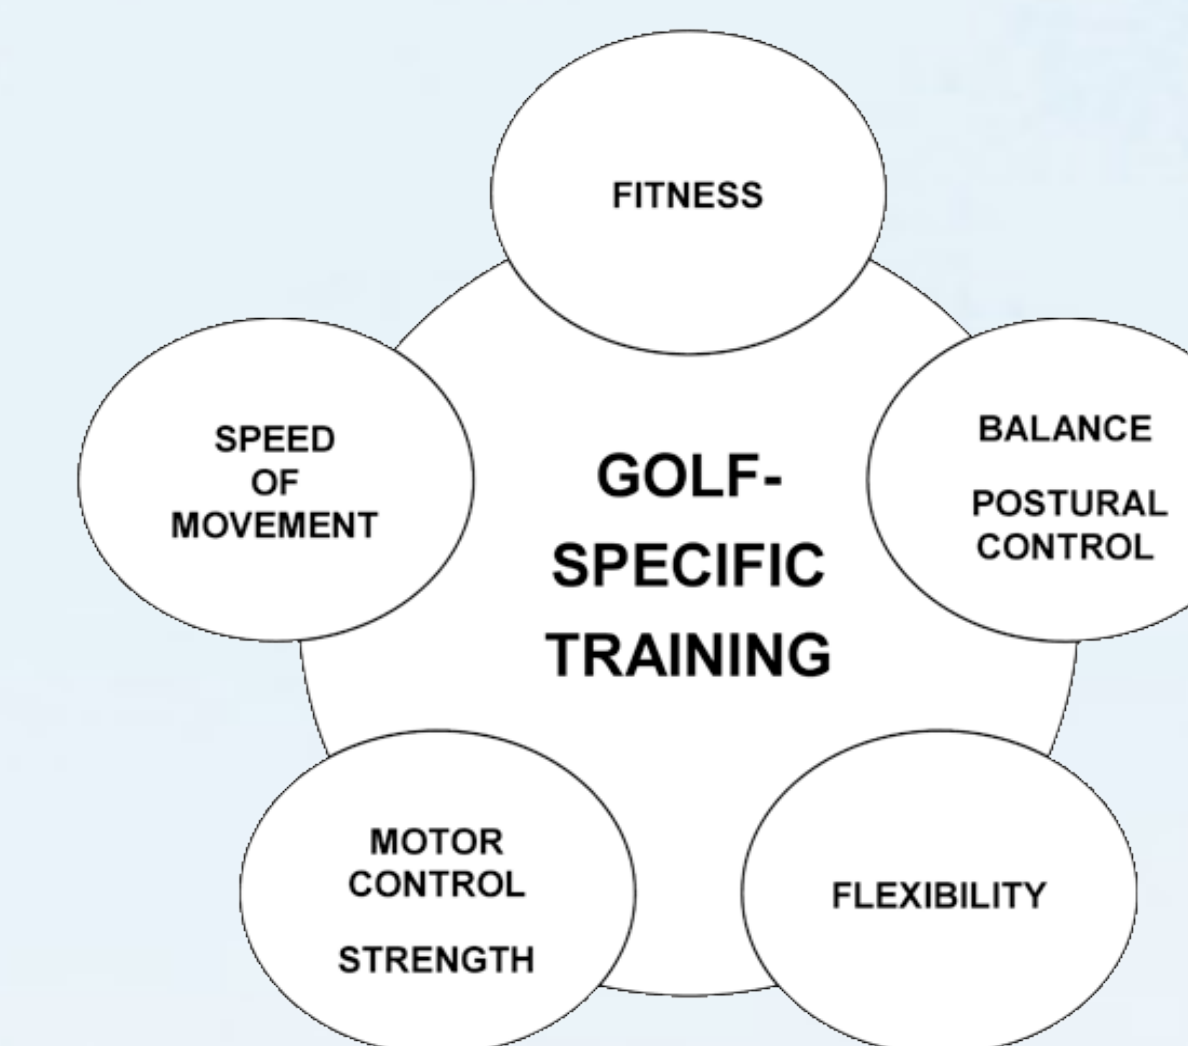 FITNESS
SPEED
OF
MOVEMENT
GOLF-
SPECIFIC
TRAINING
BALANCE
POSTURAL
CONTROL
MOTOR
CONTROL
STRENGTH
FLEXIBILITY